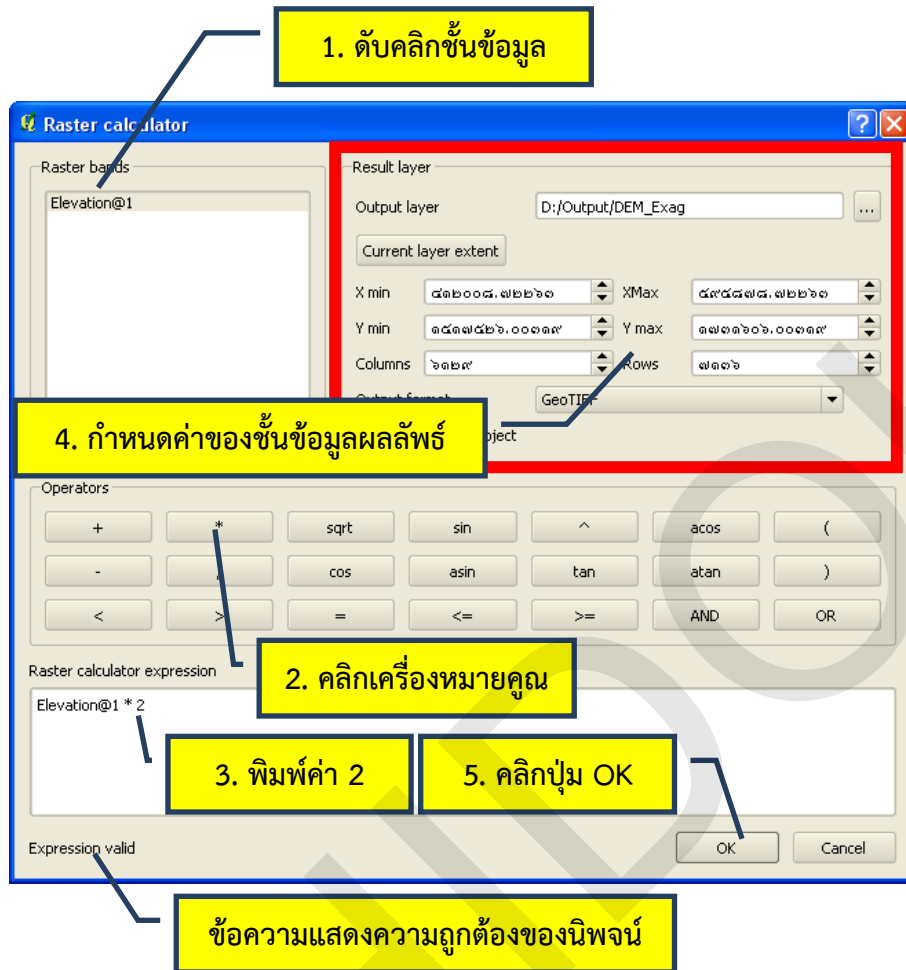 1. ดับคลิกชั้นข้อมูล
Raster calculator
Raster bands
Elevation@1
Result layer
Output layer D:/Output/DEM_Exag ...
Current layer extent
X min ๔๑๒๐๐๘.๗๒๒๖๓ XMax ๕๙๕๘๗๘.๗๒๒๖๓
Y min ๑๕๑๗๕๒๖.๐๐๓๑๙ Y max ๑๗๓๑๖๐๖.๐๐๓๑๙
Columns ๖๑๒๙ Rows ๗๑๓๖
Output format GeoTIFF
4. กำหนดค่าของชั้นข้อมูลผลลัพธ์
Operators
+ * sqrt sin ^ acos (
- / cos asin tan atan )
< > = <= >= AND OR
2. คลิกเครื่องหมายคูณ
Raster calculator expression
Elevation@1 * 2
3. พิมพ์ค่า 2
5. คลิกปุ่ม OK
Expression valid
OK Cancel
ข้อความแสดงความถูกต้องของนิพจน์